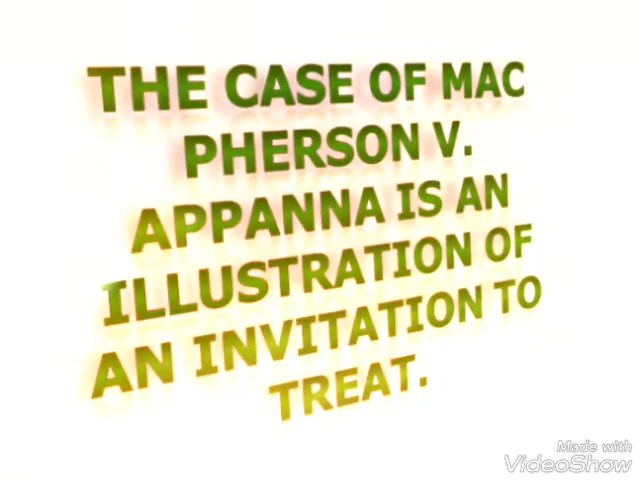 THE CASE OF MAC
PHERSON V.
APPANNA IS AN
ILLUSTRATION OF
AN INVITATION TO
TREAT.
Made with
VideoShow